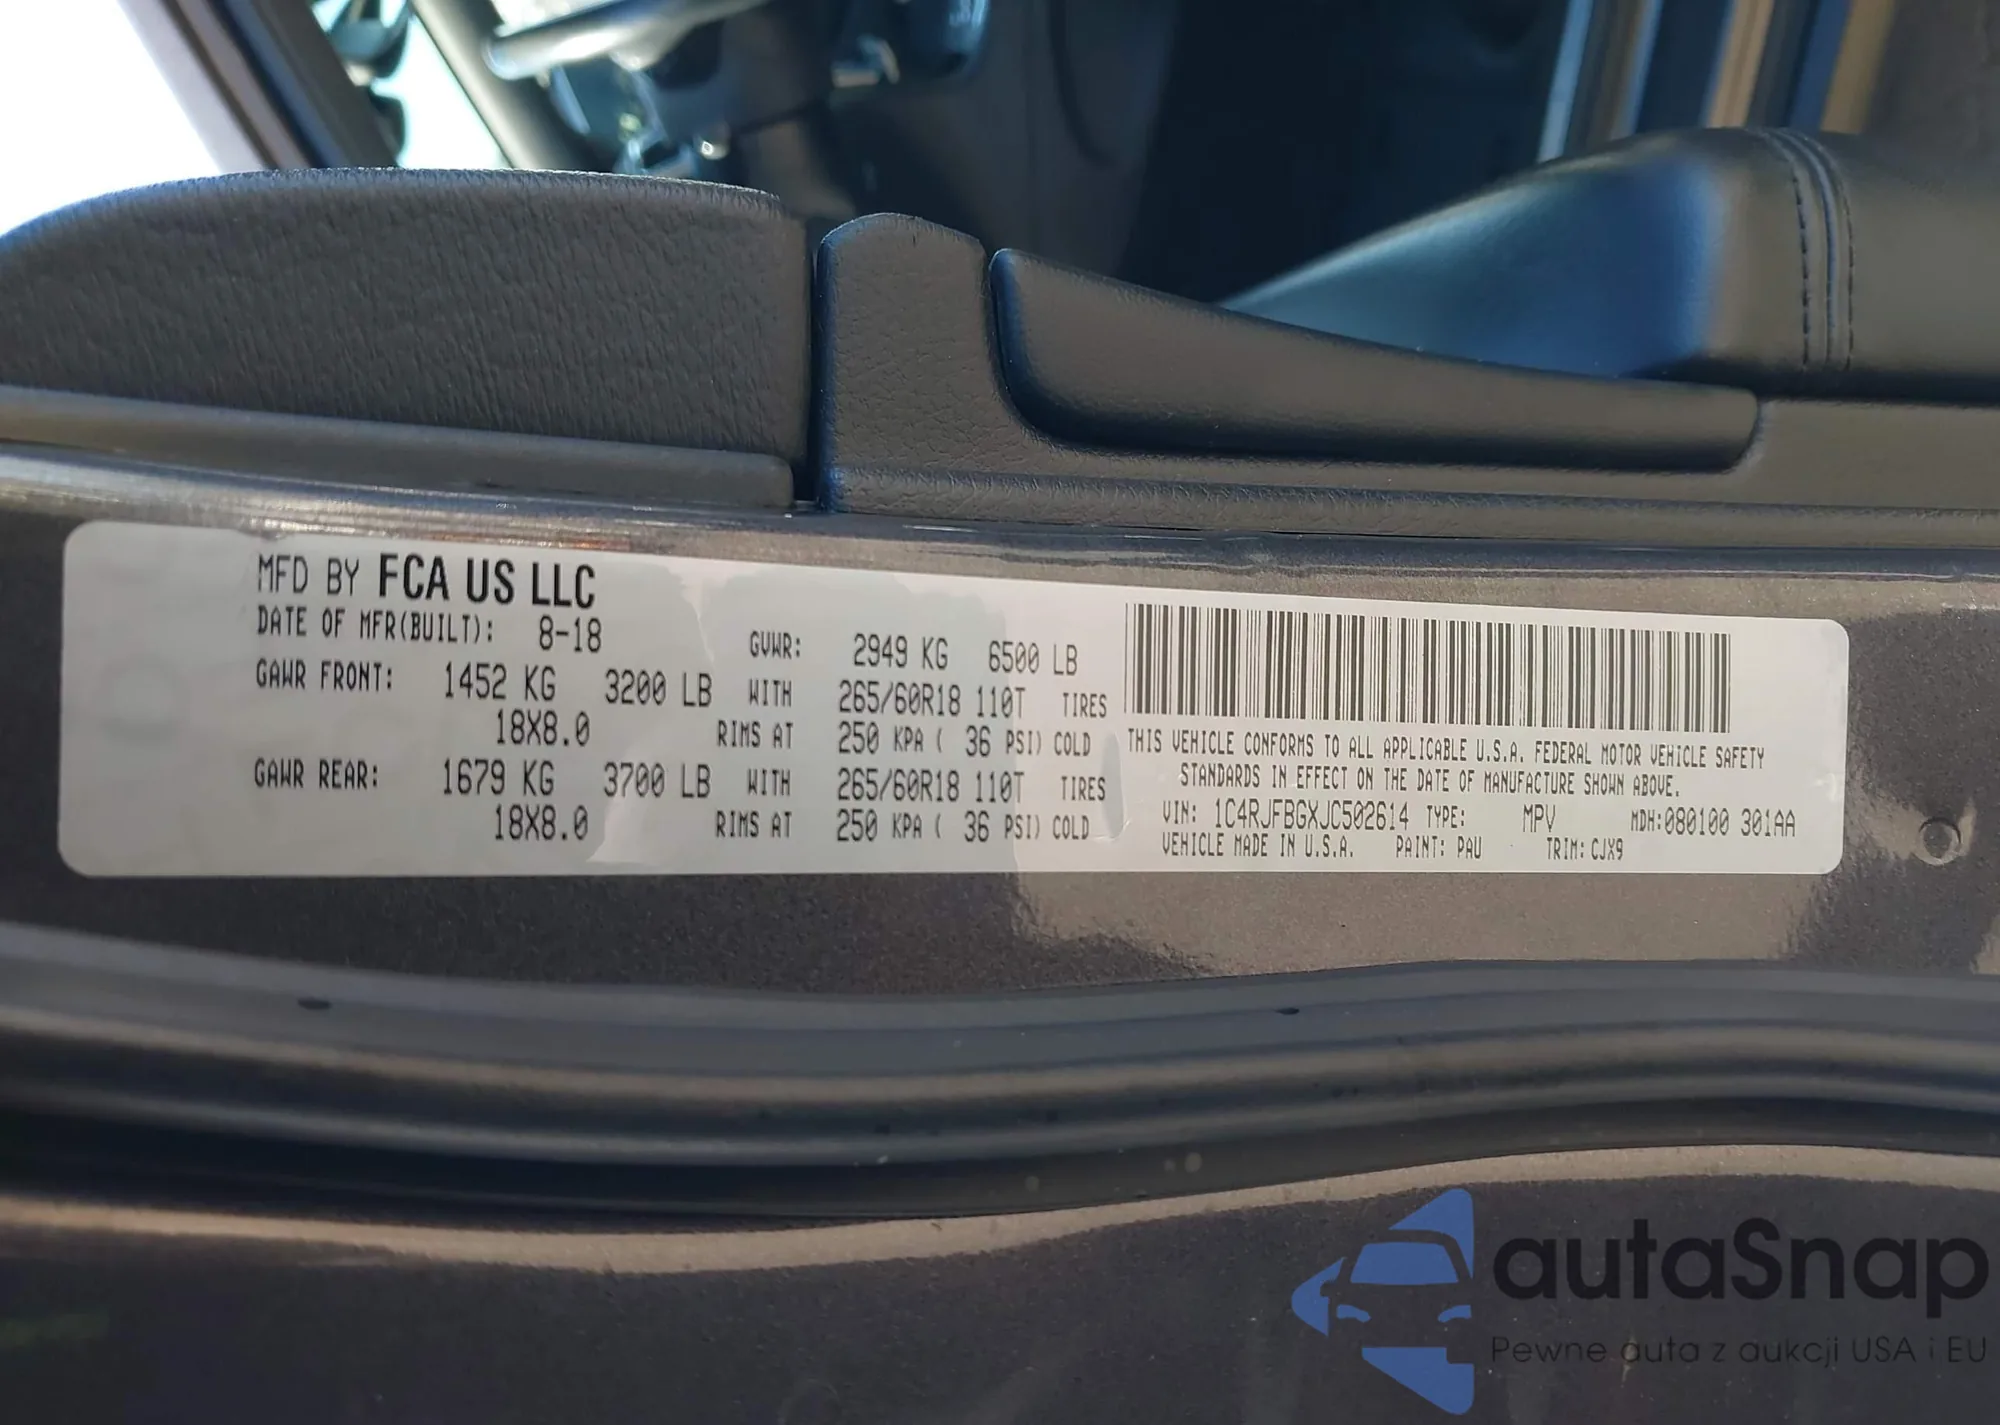 MFD BY FCA US LLC
DATE OF MFR(BUILT): 8-18 GVWR: 2949 KG 6500 LB
GAWR FRONT: 1452 KG 3200 LB WITH 265/60R18 110T TIRES
18X8.0 RIMS AT 250 KPA ( 36 PSI) COLD
GAWR REAR: 1679 KG 3700 LB WITH 265/60R18 110T TIRES
18X8.0 RIMS AT 250 KPA ( 36 PSI) COLD
THIS VEHICLE CONFORMS TO ALL APPLICABLE U.S.A. FEDERAL MOTOR VEHICLE SAFETY
STANDARDS IN EFFECT ON THE DATE OF MANUFACTURE SHOWN ABOVE.
VIN: 1C4RJFBGXJC502614 TYPE: MPV MDH:080100 301AA
VEHICLE MADE IN U.S.A. PAINT: PAU TRIM: CJX9
autaSnap
Pewne auta z aukcji USA i EU